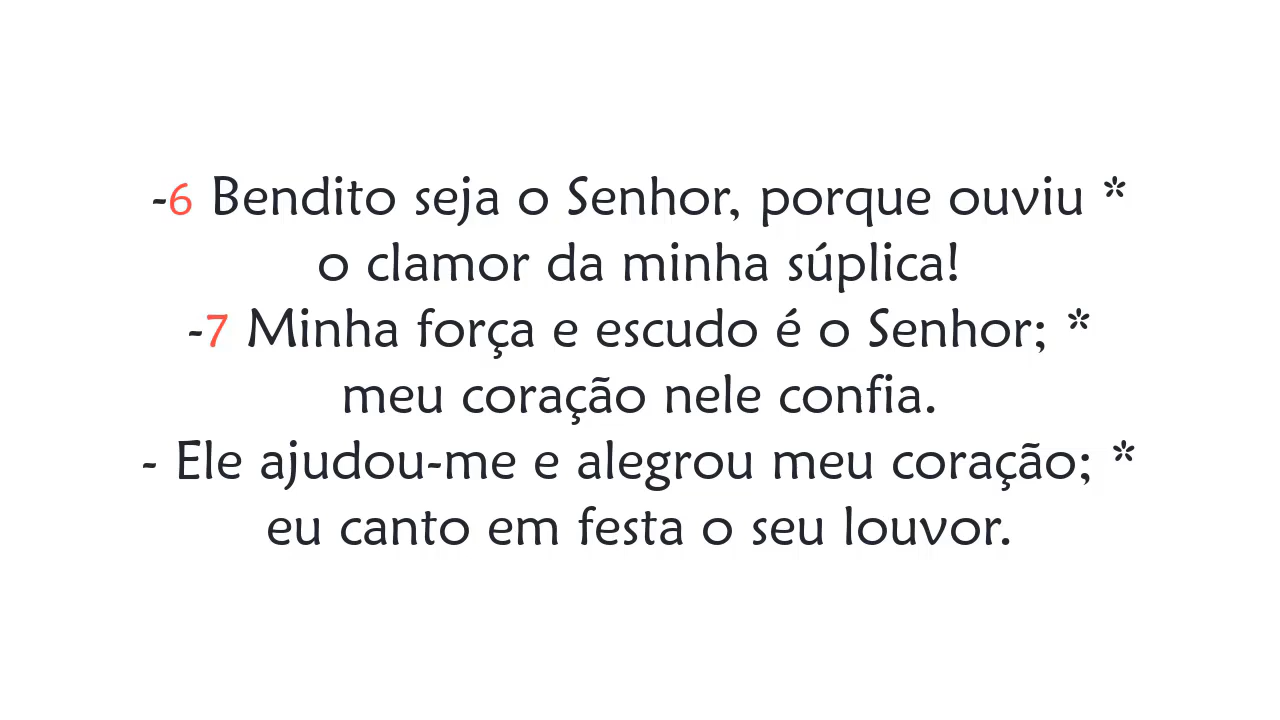 -6 Bendito seja o Senhor, porque ouviu *
o clamor da minha súplica!
-7 Minha força e escudo é o Senhor; *
meu coração nele confia.
- Ele ajudou-me e alegrou meu coração; *
eu canto em festa o seu louvor.